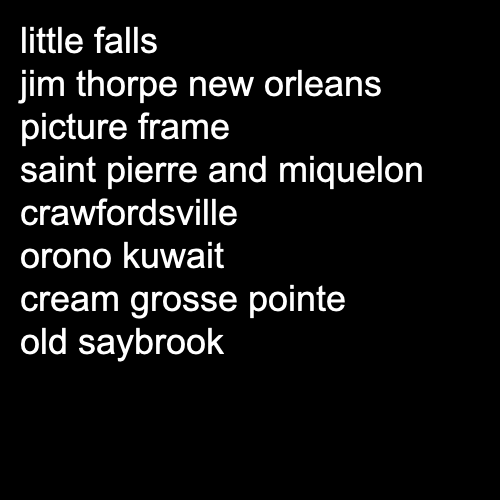 little falls
jim thorpe new orleans
picture frame
saint pierre and miquelon
crawfordsville
orono kuwait
cream grosse pointe
old saybrook